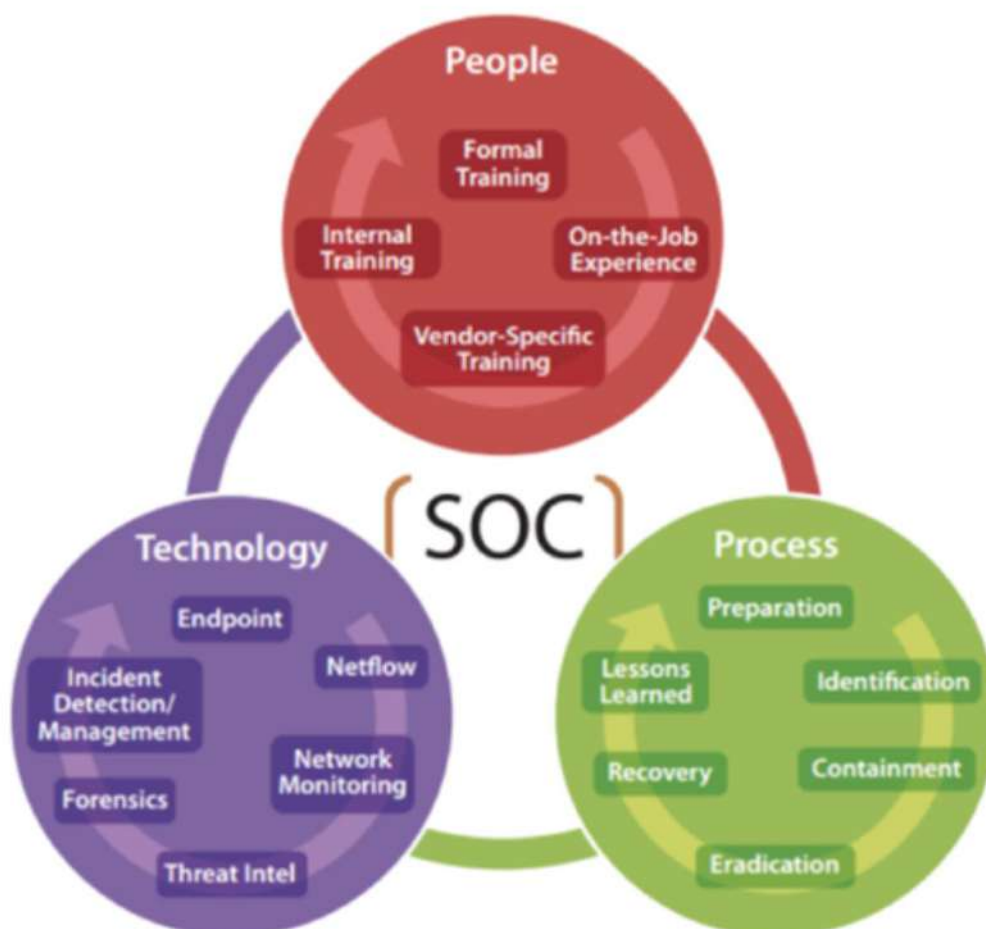 People
Formal
Training
Internal
Training
On-the-Job
Experience
Vendor-Specific
Training
SOC
Technology
Endpoint
Netflow
Incident
Detection/
Management
Network
Monitoring
Forensics
Threat Intel
Process
Preparation
Lessons
Learned
Identification
Recovery
Containment
Eradication